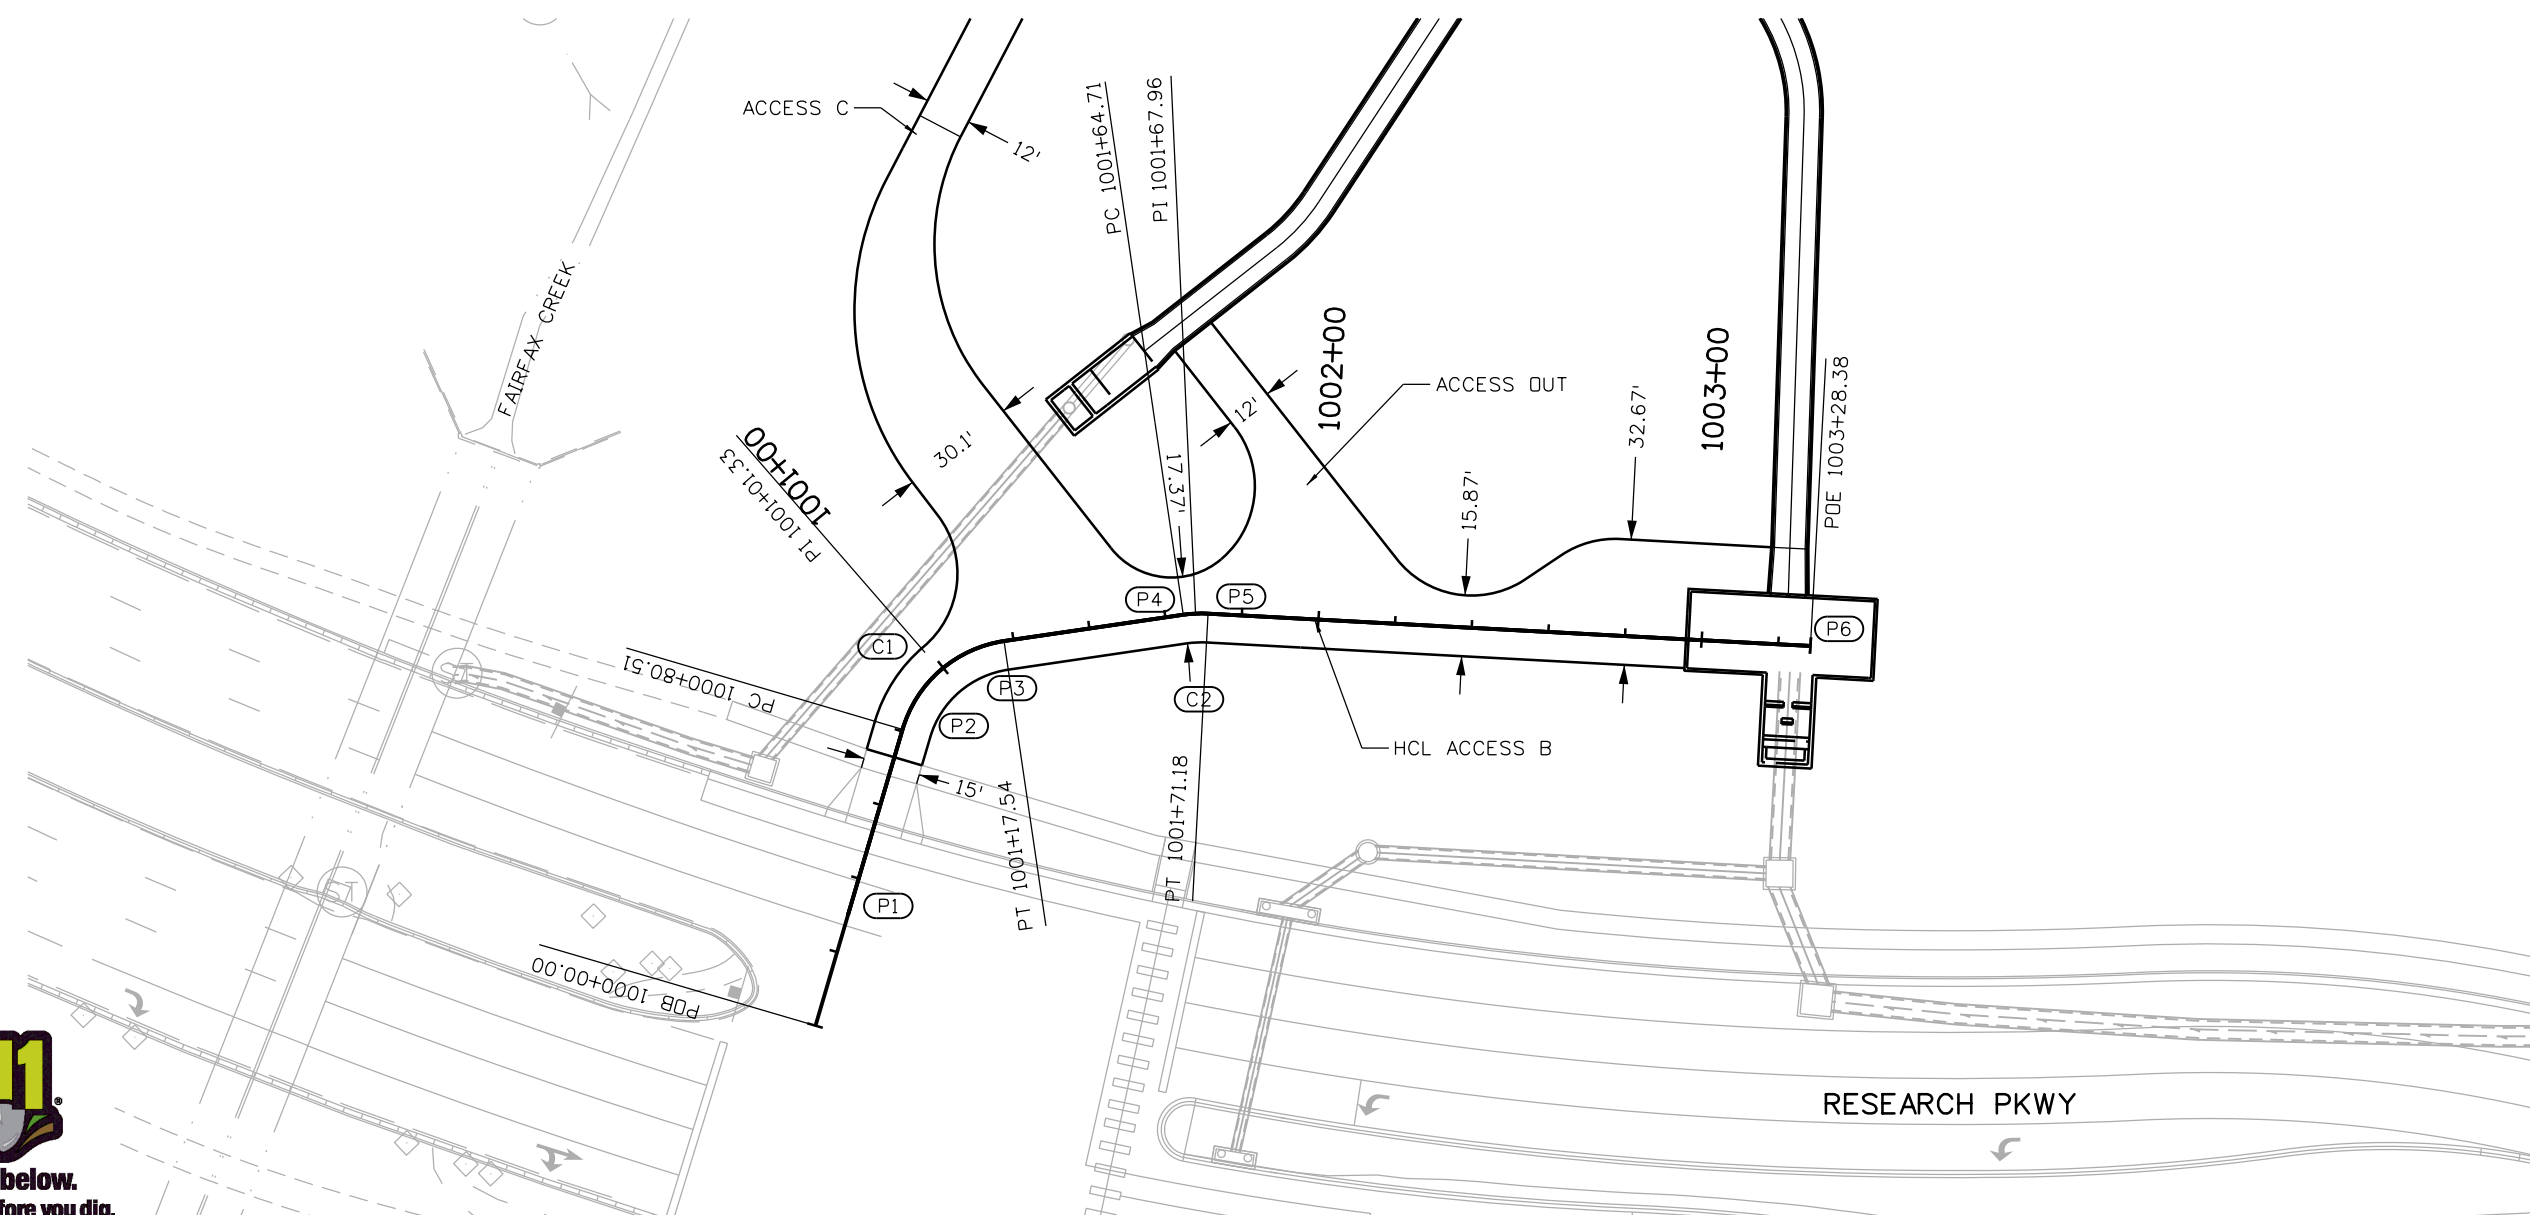 ACCESS C
12'
PC 1001+64.71
PI 1001+67.96
FAIRFAX CREEK
30.1'
12'
17.37'
1002+00
ACCESS OUT
15.87'
32.67'
1003+00
POE 1003+28.38
1001+00
PI 1001+01.33
C1
P4
P5
P6
PC 1000+80.51
P3
C2
P2
HCL ACCESS B
15'
PT 1001+17.54
PT 1001+71.18
P1
POB 1000+00.00
RESEARCH PKWY
11®
below.
fore you dig.